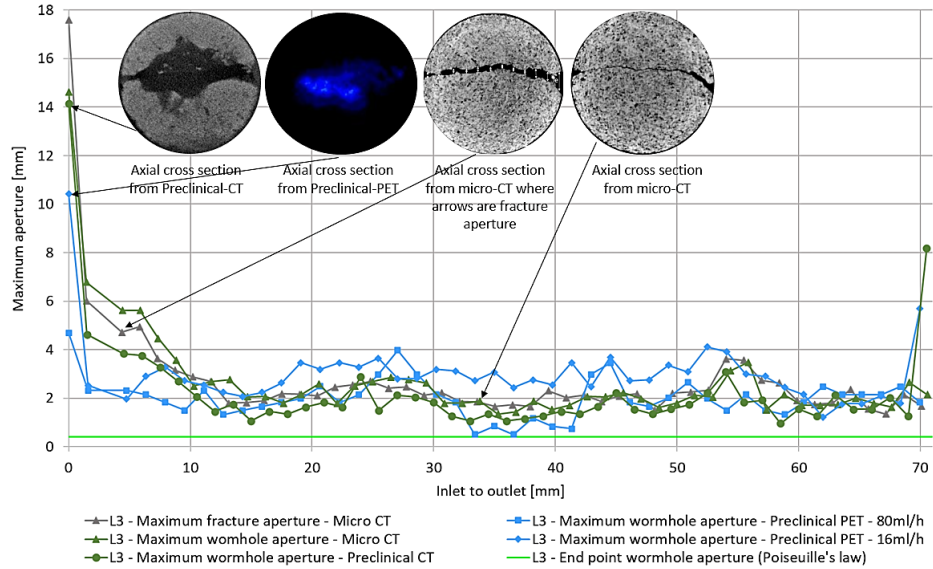 18
16
14
12
10
8
6
4
2
0
Maximum aperture [mm]
Axial cross section
from Preclinical-CT
Axial cross section
from Preclinical-PET
Axial cross section
from micro-CT where
arrows are fracture
aperture
Axial cross section
from micro-CT
0 10 20 30 40 50 60 70
Inlet to outlet [mm]
L3 - Maximum fracture aperture - Micro CT
L3 - Maximum womhole aperture - Micro CT
L3 - Maximum wormhole aperture - Preclinical CT
L3 - Maximum wormhole aperture - Preclinical PET - 80ml/h
L3 - Maximum wormhole aperture - Preclinical PET - 16ml/h
L3 - End point wormhole aperture (Poiseuille's law)